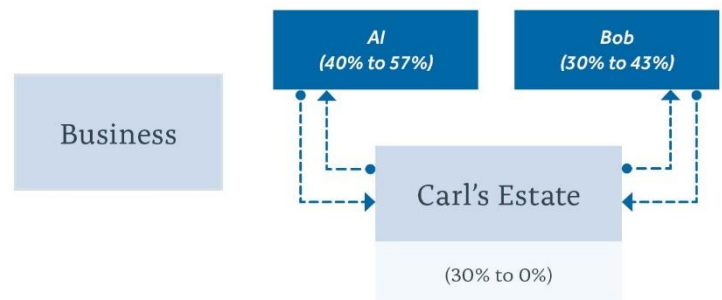 Al
(40% to 57%)
Bob
(30% to 43%)
Business
Carl’s Estate
(30% to 0%)